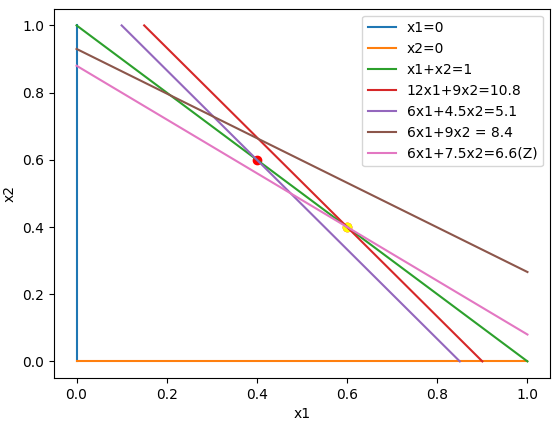 x1=0
x2=0
x1+x2=1
12x1+9x2=10.8
6x1+4.5x2=5.1
6x1+9x2 = 8.4
6x1+7.5x2=6.6(Z)
1.0
0.8
0.6
0.4
0.2
0.0
x2
0.0 0.2 0.4 0.6 0.8 1.0
x1